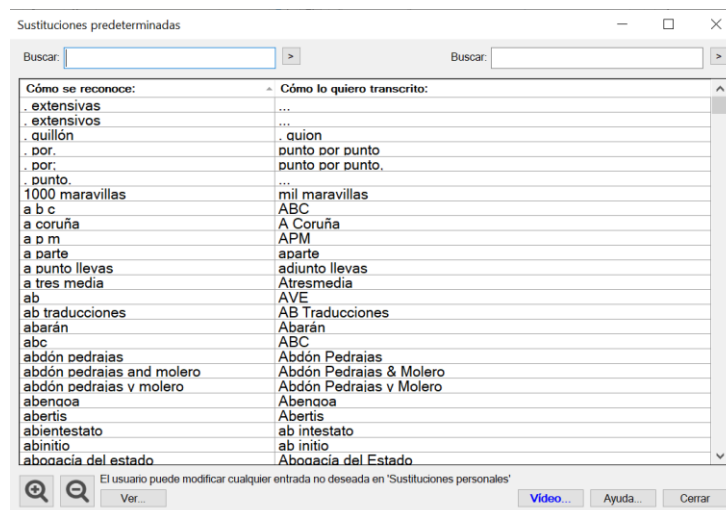 Sustituciones predeterminadas
Buscar: > Buscar: >
Cómo se reconoce: Cómo lo quiero transcrito:
. extensivas ...
. extensivos ...
. guillón . guion
. por. punto por punto
. por: punto por punto,
. punto. ...
1000 maravillas mil maravillas
a b c ABC
a coruña A Coruña
a p m APM
a parte aparte
a punto llevas adjunto llevas
a tres media Atresmedia
ab AVE
ab traducciones AB Traducciones
abarán Abarán
abc ABC
abdón pedrajas Abdón Pedrajas
abdón pedrajas and molero Abdón Pedrajas & Molero
abdón pedrajas y molero Abdón Pedrajas y Molero
abengoa Abengoa
abertis Abertis
abientestato ab intestato
abinitio ab initio
abogacía del estado Abogacía del Estado
El usuario puede modificar cualquier entrada no deseada en 'Sustituciones personales'
Ver... Vídeo... Ayuda... Cerrar